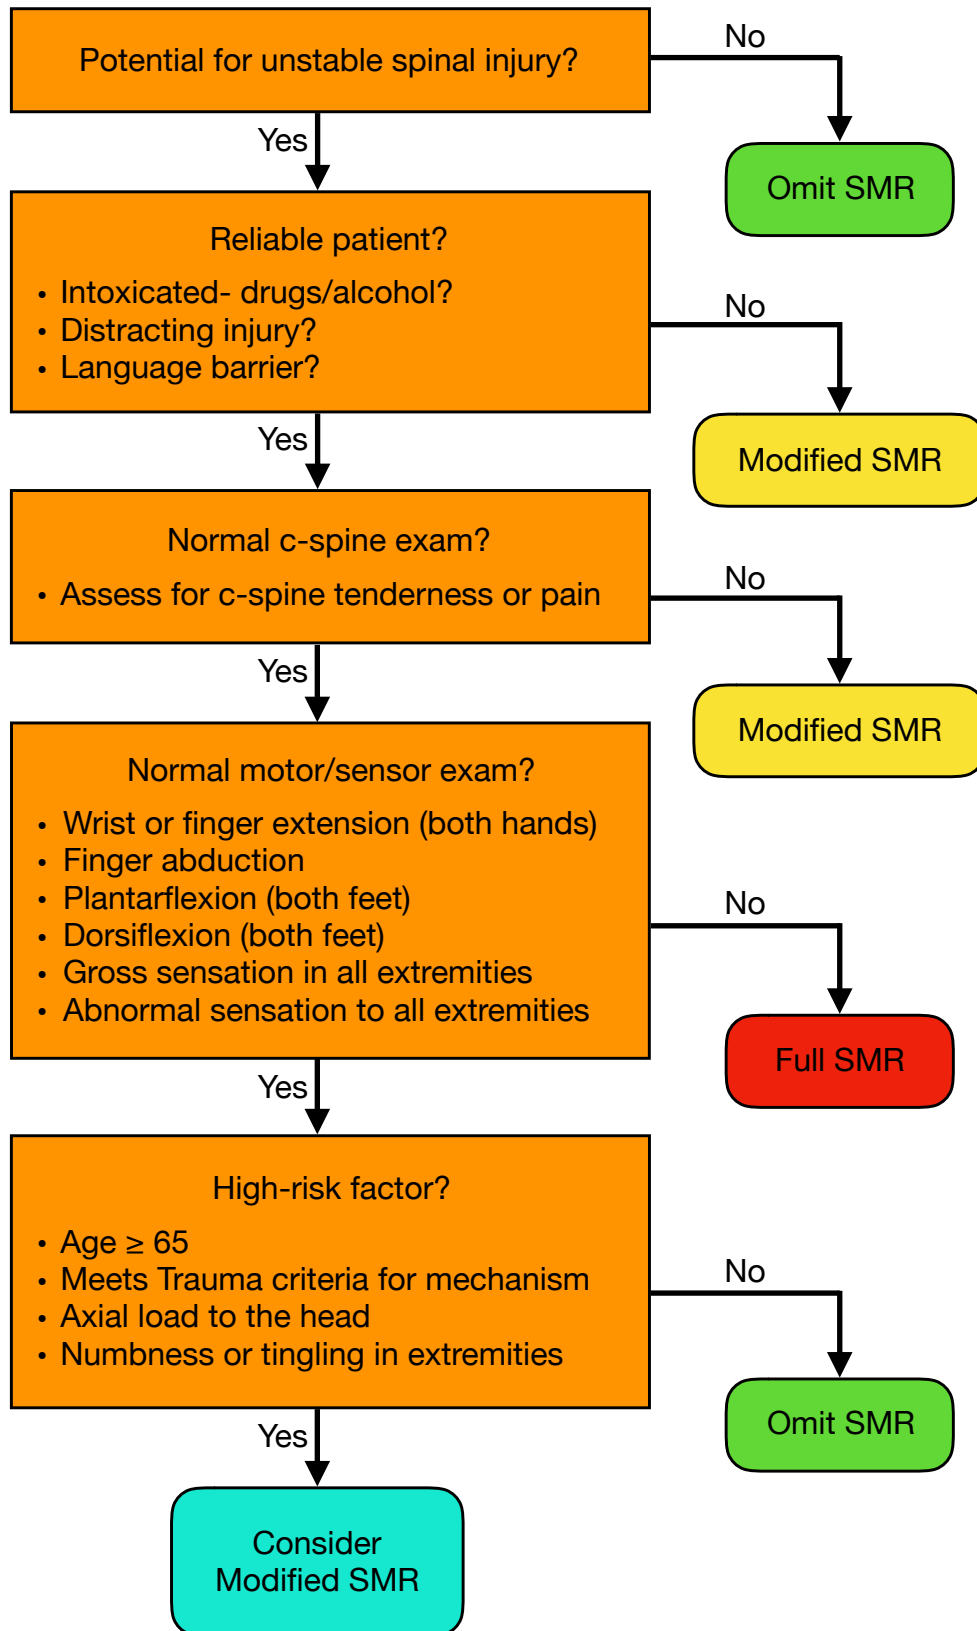 Potential for unstable spinal injury?
No
Yes
Omit SMR
Reliable patient?
• Intoxicated- drugs/alcohol?
• Distracting injury?
• Language barrier?
No
Yes
Modified SMR
Normal c-spine exam?
• Assess for c-spine tenderness or pain
No
Yes
Modified SMR
Normal motor/sensor exam?
• Wrist or finger extension (both hands)
• Finger abduction
• Plantarflexion (both feet)
• Dorsiflexion (both feet)
• Gross sensation in all extremities
• Abnormal sensation to all extremities
No
Yes
Full SMR
High-risk factor?
• Age ≥ 65
• Meets Trauma criteria for mechanism
• Axial load to the head
• Numbness or tingling in extremities
No
Yes
Omit SMR
Consider
Modified SMR